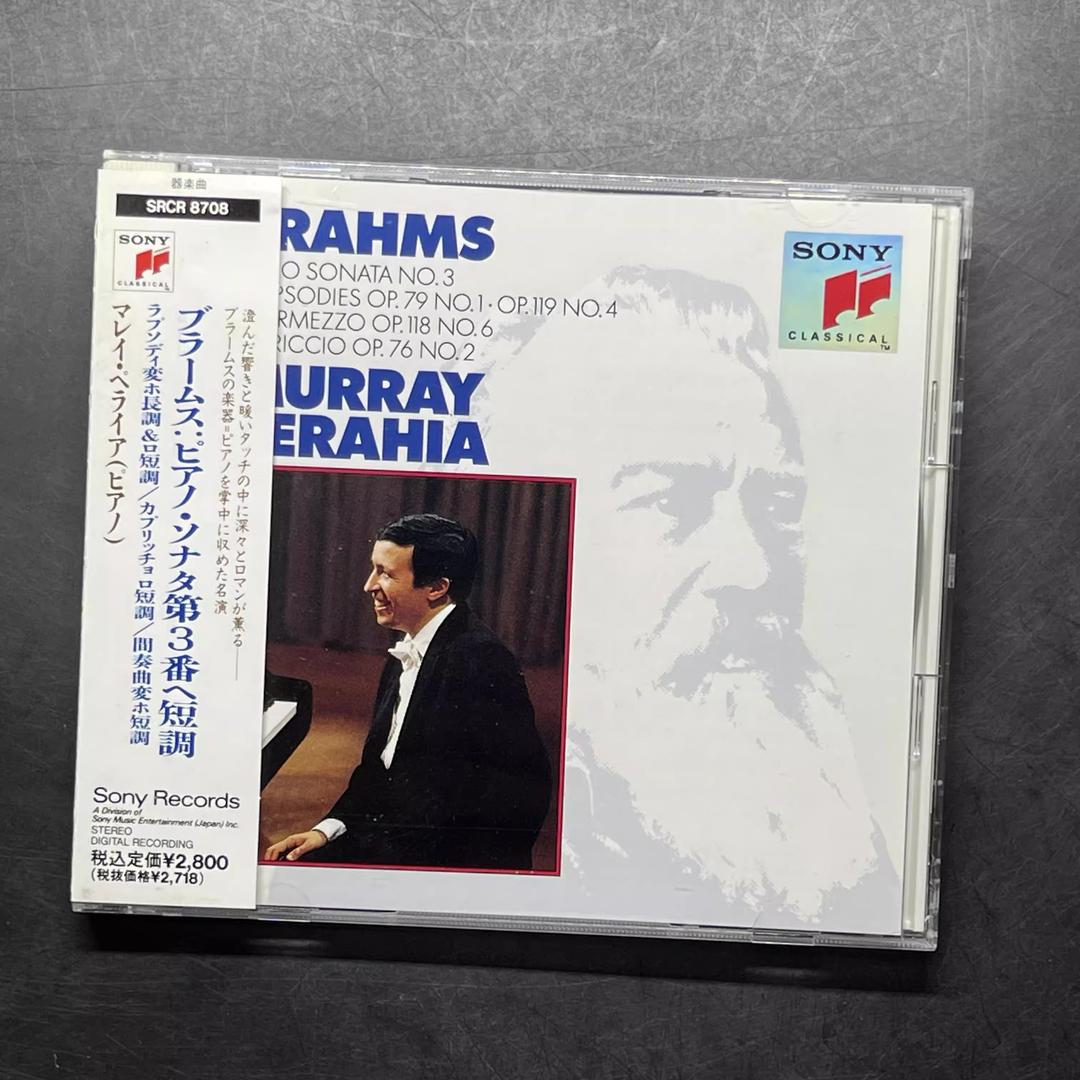 器楽曲
SRCR 8708
SONY
CLASSICAL
澄んだ響きと暖いタッチの中に深々とロマンが薫る——
ブラームスの楽器=ピアノを掌中に収めた名演
ブラームス:ピアノ・ソナタ第3番ヘ短調
ラプソディ変ホ長調&ロ短調/カプリッチョロ短調/間奏曲変ホ短調
マレイ・ペライア(ピアノ)
Sony Records
A Division of
Sony Music Entertainment (Japan) Inc.
STEREO
DIGITAL RECORDING
税込定価¥2,800
(税抜価格¥2,718)
RAHMS
O SONATA NO. 3
PSODIES OP. 79 NO. 1 · OP. 119 NO. 4
RMEZZO OP. 118 NO. 6
RICCIO OP. 76 NO. 2
URRAY
ERAHIA
SONY
CLASSICAL
TM